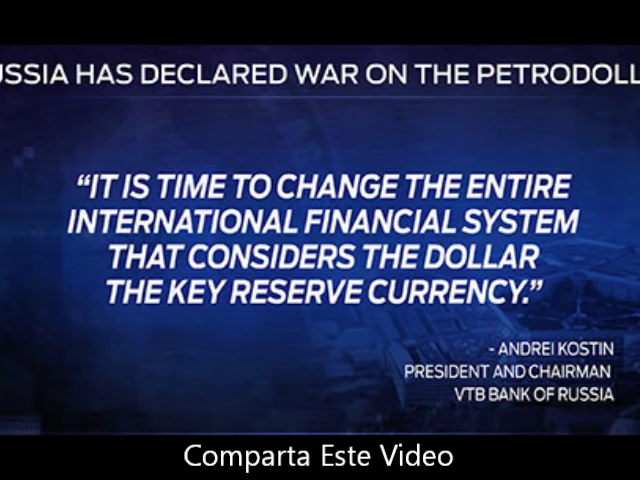 USSIA HAS DECLARED WAR ON THE PETRODOLL
“IT IS TIME TO CHANGE THE ENTIRE
INTERNATIONAL FINANCIAL SYSTEM
THAT CONSIDERS THE DOLLAR
THE KEY RESERVE CURRENCY.”
- ANDREI KOSTIN
PRESIDENT AND CHAIRMAN
VTB BANK OF RUSSIA
Comparta Este Video